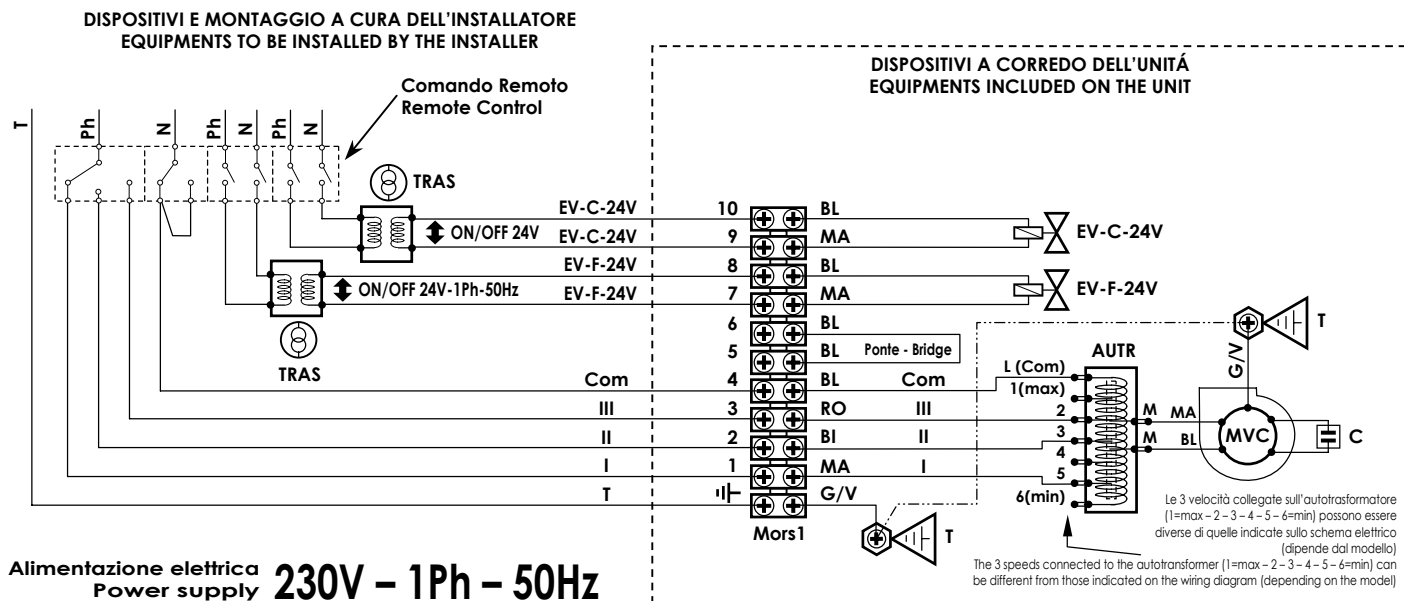 DISPOSITIVI E MONTAGGIO A CURA DELL'INSTALLATORE
EQUIPMENTS TO BE INSTALLED BY THE INSTALLER
DISPOSITIVI A CORREDO DELL'UNITÁ
EQUIPMENTS INCLUDED ON THE UNIT
Comando Remoto
Remote Control
T
Ph
N
Ph
N
Ph
N
TRAS
EV-C-24V
10
BL
ON/OFF 24V
EV-C-24V
9
MA
EV-C-24V
EV-F-24V
8
BL
ON/OFF 24V-1Ph-50Hz
EV-F-24V
7
MA
EV-F-24V
TRAS
6
BL
5
BL
Ponte - Bridge
Com
4
BL
Com
III
3
RO
III
II
2
BI
II
I
1
MA
I
T
G/V
Mors1
T
AUTR
L (Com)
1(max)
2
3
4
5
6(min)
M
MA
M
BL
MVC
C
G/V
T
Le 3 velocità collegate sull'autotrasformatore
(1=max – 2 – 3 – 4 – 5 – 6=min) possono essere
diverse di quelle indicate sullo schema elettrico
(dipende dal modello)
The 3 speeds connected to the autotransformer (1=max – 2 – 3 – 4 – 5 – 6=min) can
be different from those indicated on the wiring diagram (depending on the model)
Alimentazione elettrica
Power supply
230V – 1Ph – 50Hz